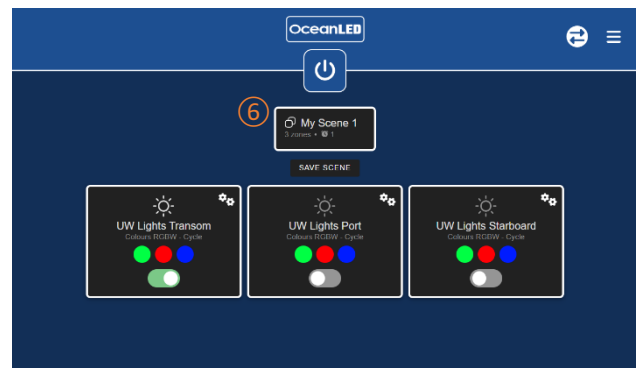 OceanLED
6
My Scene 1
3 zones • 1
SAVE SCENE
UW Lights Transom
Colours RGBW - Cycle
UW Lights Port
Colours RGBW - Cycle
UW Lights Starboard
Colours RGBW - Cycle